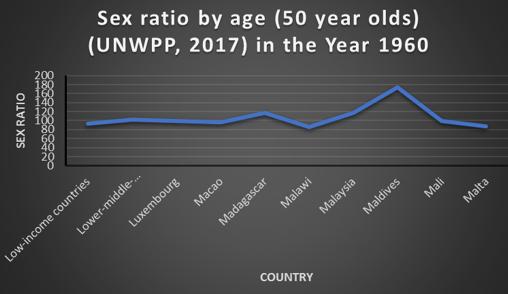 Sex ratio by age (50 year olds)
(UNWPP, 2017) in the Year 1960
200
180
160
140
120
100
80
60
40
20
0
SEX RATIO
Low-income countries
Lower-middle-...
Luxembourg
Macao
Madagascar
Malawi
Malaysia
Maldives
Mali
Malta
COUNTRY